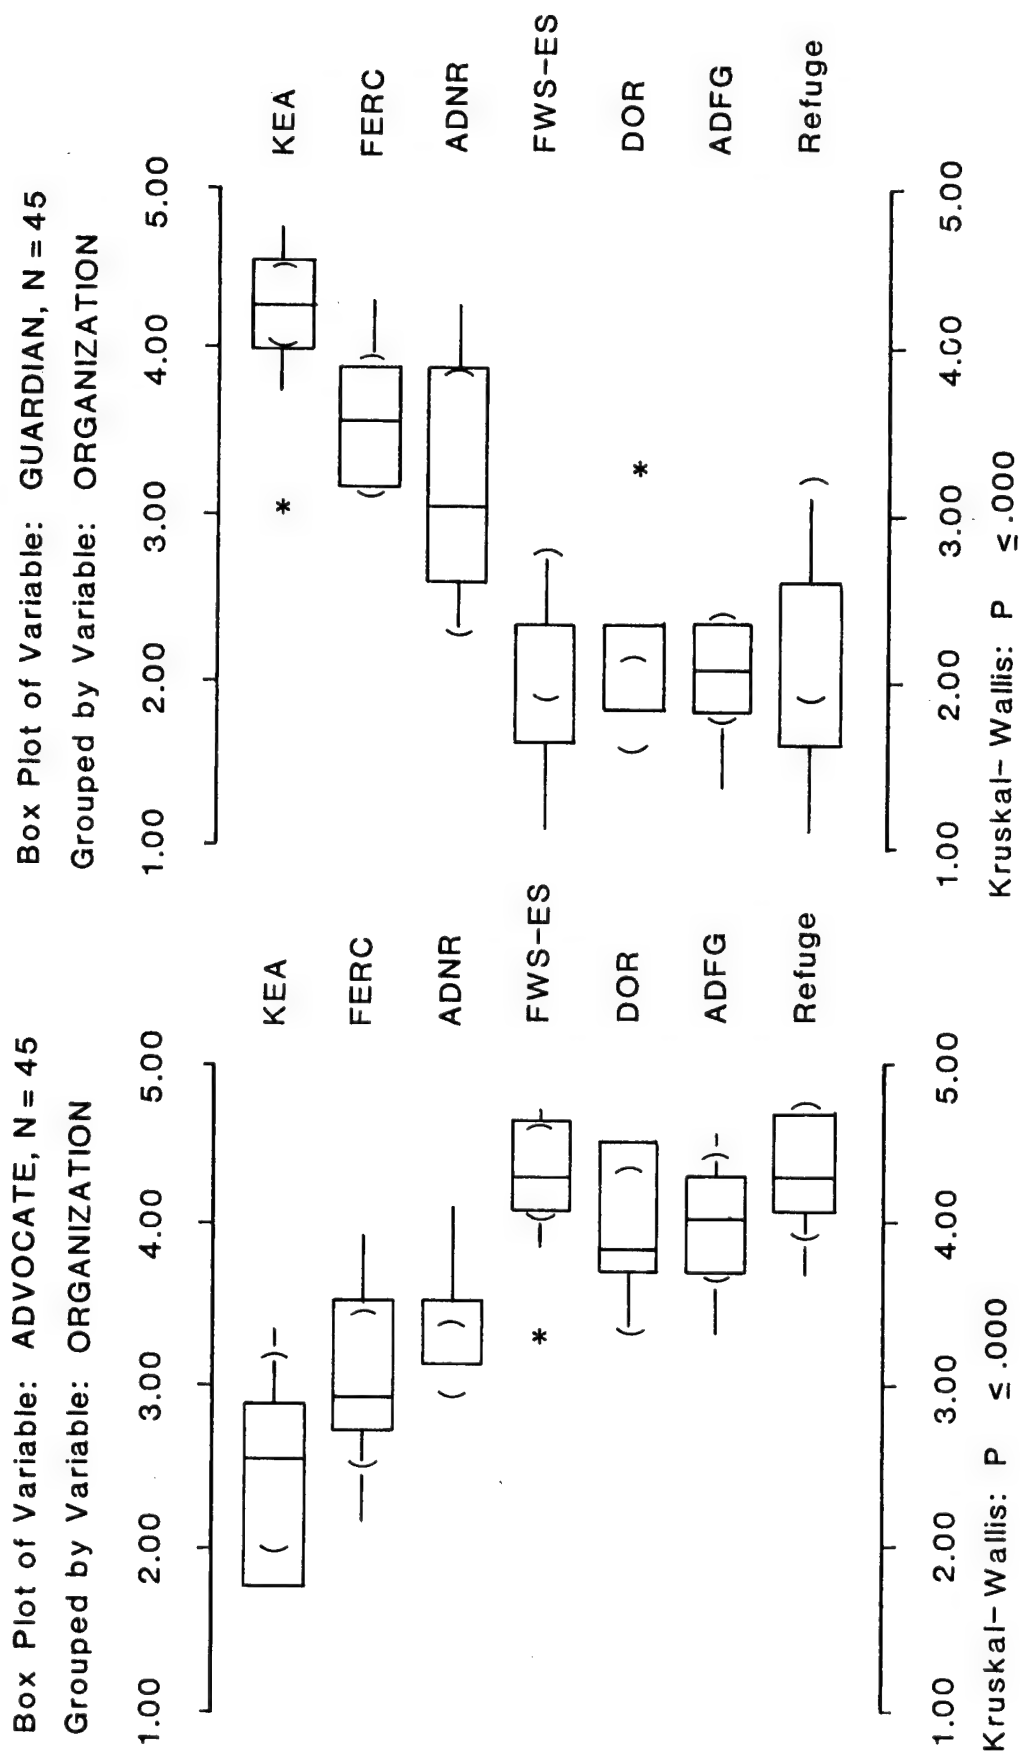 Box Plot of Variable: ADVOCATE, N = 45
Grouped by Variable: ORGANIZATION
1.00 2.00 3.00 4.00 5.00
KEA
FERC
ADNR
FWS-ES
*
DOR
ADFG
Refuge
1.00 2.00 3.00 4.00 5.00
Kruskal-Wallis: P ≤ .000
Box Plot of Variable: GUARDIAN, N = 45
Grouped by Variable: ORGANIZATION
1.00 2.00 3.00 4.00 5.00
* KEA
FERC
ADNR
FWS-ES
* DOR
ADFG
Refuge
1.00 2.00 3.00 4.00 5.00
Kruskal-Wallis: P ≤ .000